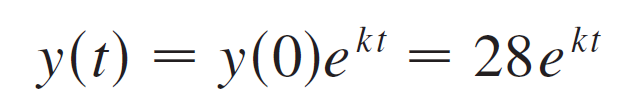 y(t) = y(0)e^{kt} = 28e^{kt}